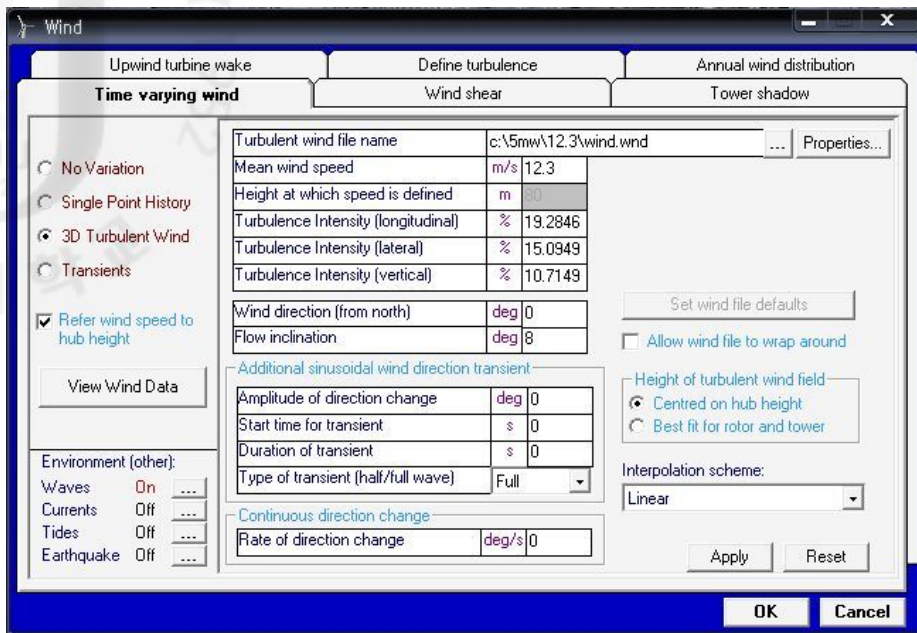 Wind
X
Upwind turbine wake
Define turbulence
Annual wind distribution
Time varying wind
Wind shear
Tower shadow
No Variation
Single Point History
3D Turbulent Wind
Transients
Refer wind speed to
hub height
View Wind Data
Environment (other):
Waves On ...
Currents Off ...
Tides Off ...
Earthquake Off ...
Turbulent wind file name c:\5mw\12.3\wind.wnd ... Properties...
Mean wind speed m/s 12.3
Height at which speed is defined m 80
Turbulence Intensity (longitudinal) % 19.2846
Turbulence Intensity (lateral) % 15.0949
Turbulence Intensity (vertical) % 10.7149
Wind direction (from north) deg 0
Flow inclination deg 8
Additional sinusoidal wind direction transient
Amplitude of direction change deg 0
Start time for transient s 0
Duration of transient s 0
Type of transient (half/full wave) Full
Continuous direction change
Rate of direction change deg/s 0
Set wind file defaults
Allow wind file to wrap around
Height of turbulent wind field
Centred on hub height
Best fit for rotor and tower
Interpolation scheme:
Linear
Apply
Reset
OK
Cancel